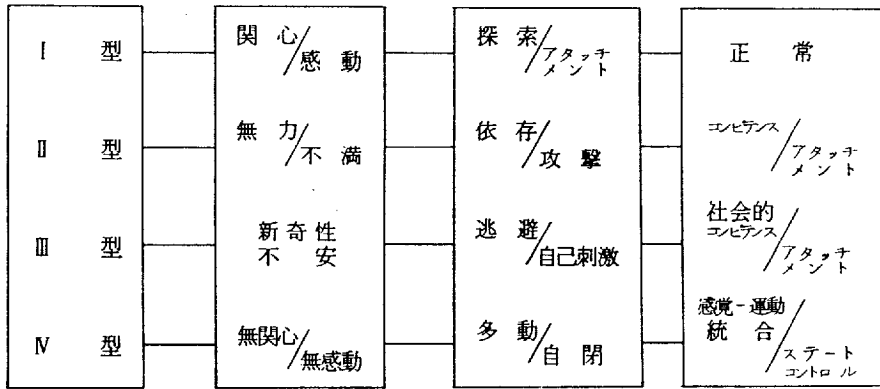 I 型 関心/感動 探索/アタッチメント 正常
II 型 無力/不満 依存/攻撃 コンピテンス/アタッチメント
III 型 新奇性不安 逃避/自己刺激 社会的コンピテンス/アタッチメント
IV 型 無関心/無感動 多動/自閉 感覚-運動統合/ステートコントロール